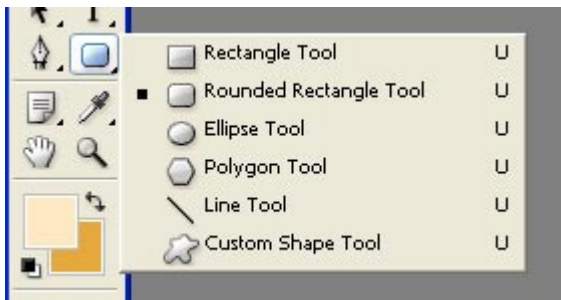 T
Rectangle Tool U
Rounded Rectangle Tool U
Ellipse Tool U
Polygon Tool U
Line Tool U
Custom Shape Tool U